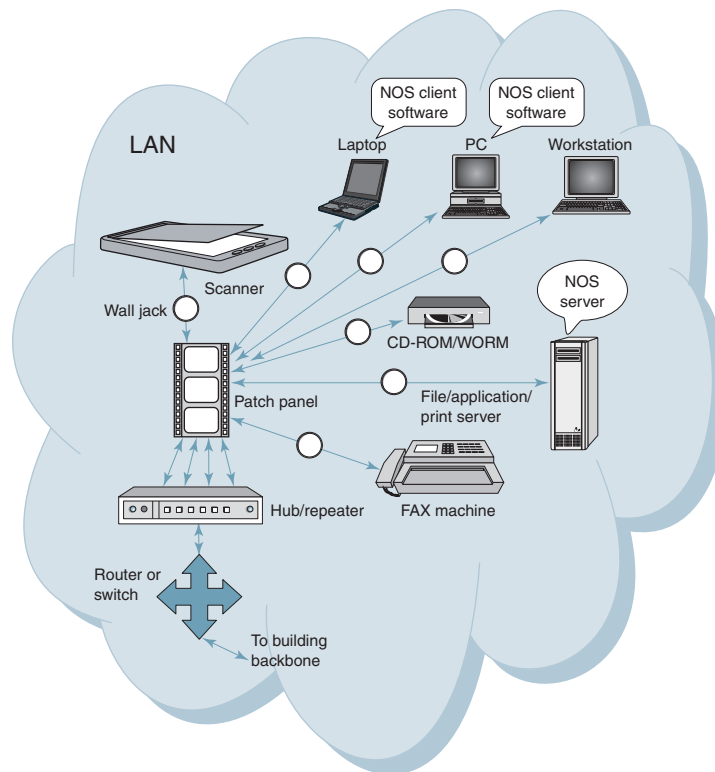 NOS client
software
NOS client
software
LAN
Laptop
PC
Workstation
Scanner
NOS
server
Wall jack
CD-ROM/WORM
Patch panel
File/application/
print server
Hub/repeater
FAX machine
Router or
switch
To building
backbone